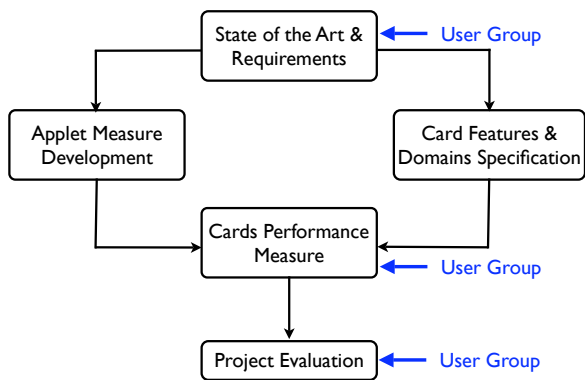 State of the Art &
Requirements
User Group
Applet Measure
Development
Card Features &
Domains Specification
Cards Performance
Measure
User Group
Project Evaluation
User Group